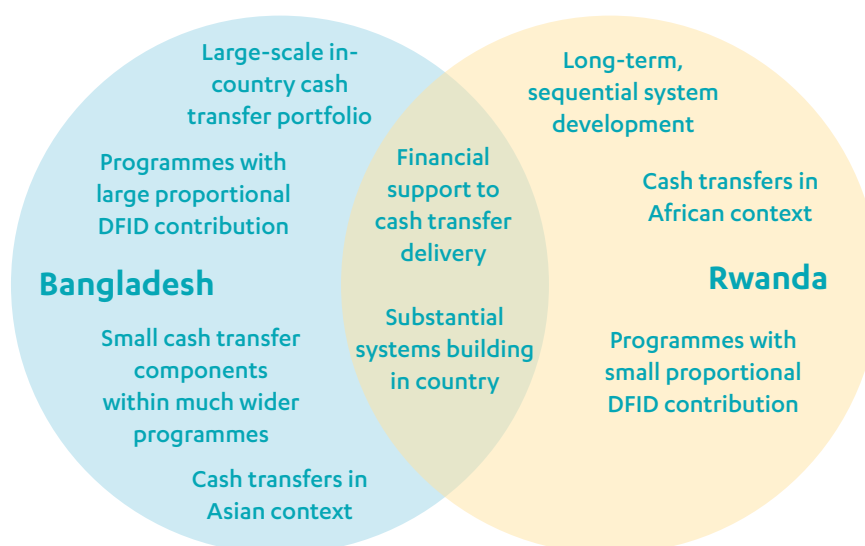 Large-scale in-
country cash
transfer portfolio
Programmes with
large proportional
DFID contribution
Bangladesh
Small cash transfer
components
within much wider
programmes
Cash transfers in
Asian context
Financial
support to
cash transfer
delivery
Substantial
systems building
in country
Long-term,
sequential system
development
Cash transfers in
African context
Rwanda
Programmes with
small proportional
DFID contribution